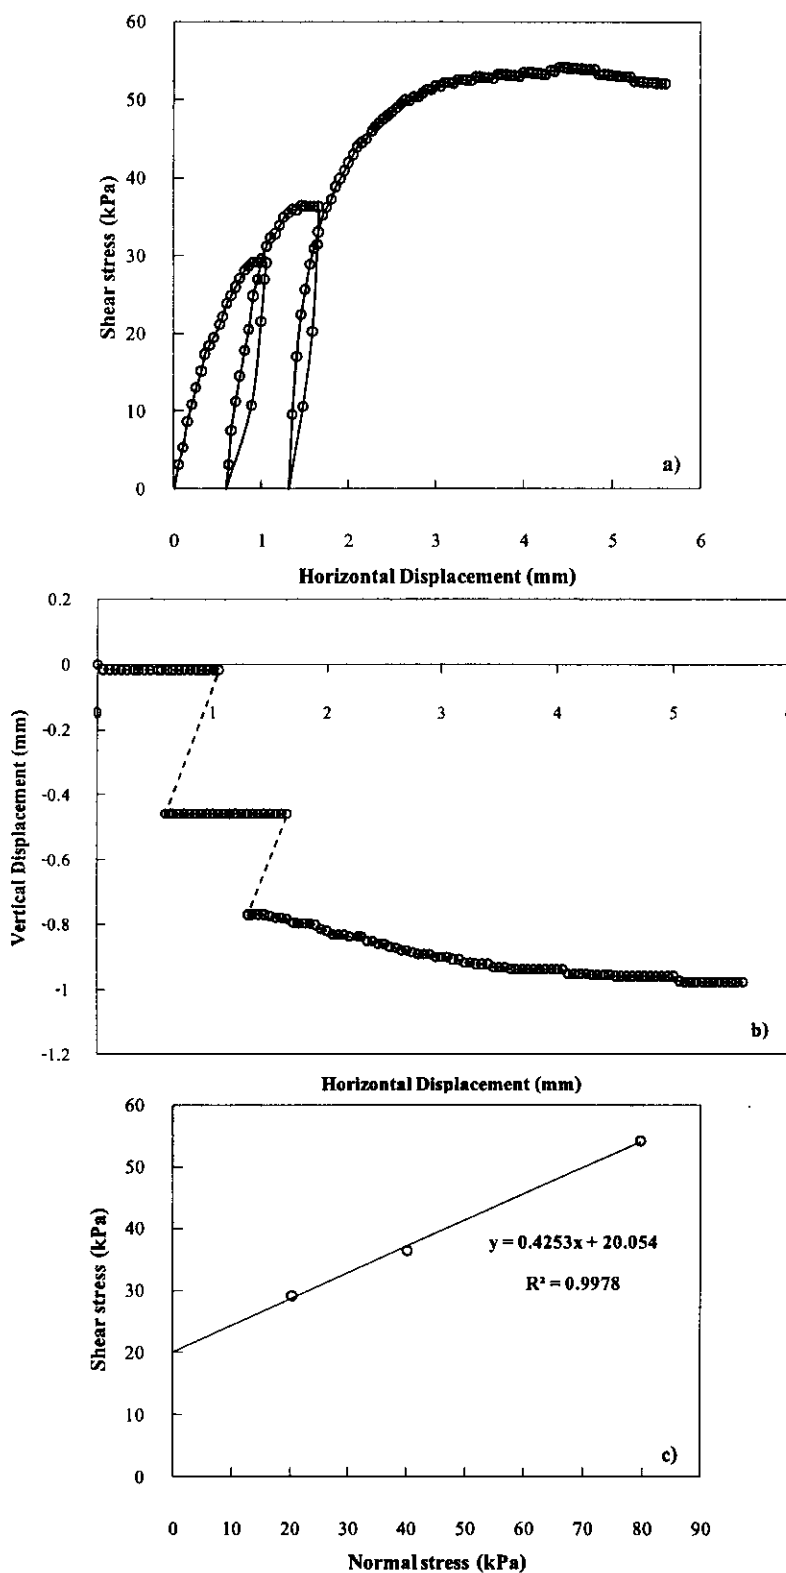 60
50
40
30
20
10
0
Shear stress (kPa)
a)
0 1 2 3 4 5 6
Horizontal Displacement (mm)
0.2
0
-0.2
-0.4
-0.6
-0.8
-1
-1.2
0 1 2 3 4 5
Vertical Displacement (mm)
b)
Horizontal Displacement (mm)
60
50
40
30
20
10
0
Shear stress (kPa)
y = 0.4253x + 20.054
R² = 0.9978
c)
0 10 20 30 40 50 60 70 80 90
Normal stress (kPa)